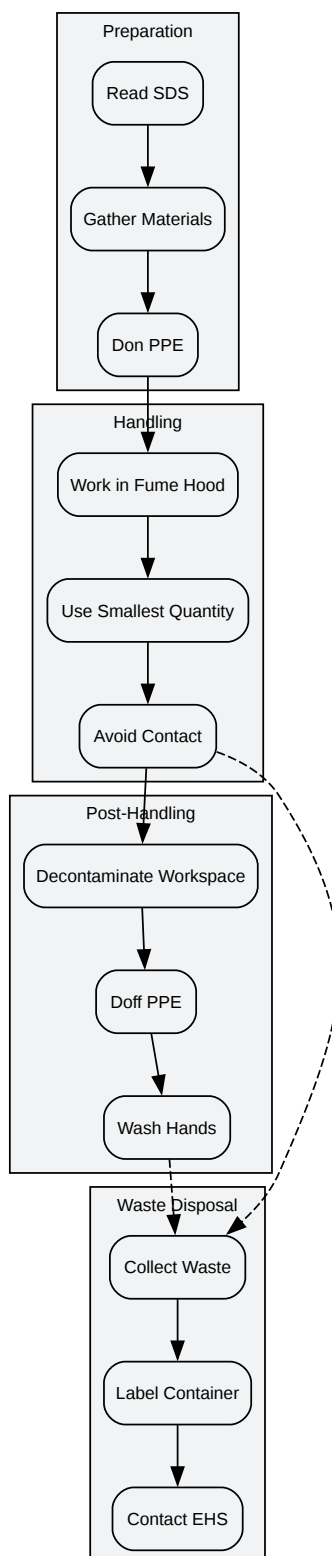 Preparation
Read SDS
Gather Materials
Don PPE
Handling
Work in Fume Hood
Use Smallest Quantity
Avoid Contact
Post-Handling
Decontaminate Workspace
Doff PPE
Wash Hands
Waste Disposal
Collect Waste
Label Container
Contact EHS